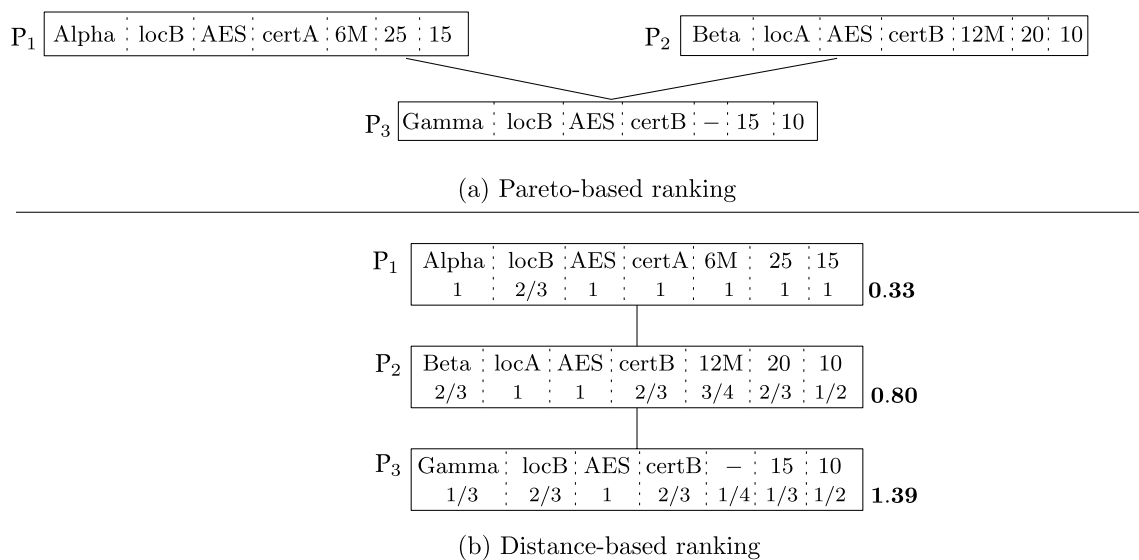 P1 Alpha locB AES certA 6M 25 15
P2 Beta locA AES certB 12M 20 10
P3 Gamma locB AES certB – 15 10
(a) Pareto-based ranking
P1 Alpha locB AES certA 6M 25 15
1 2/3 1 1 1 1 1 0.33
P2 Beta locA AES certB 12M 20 10
2/3 1 1 2/3 3/4 2/3 1/2 0.80
P3 Gamma locB AES certB – 15 10
1/3 2/3 1 2/3 1/4 1/3 1/2 1.39
(b) Distance-based ranking